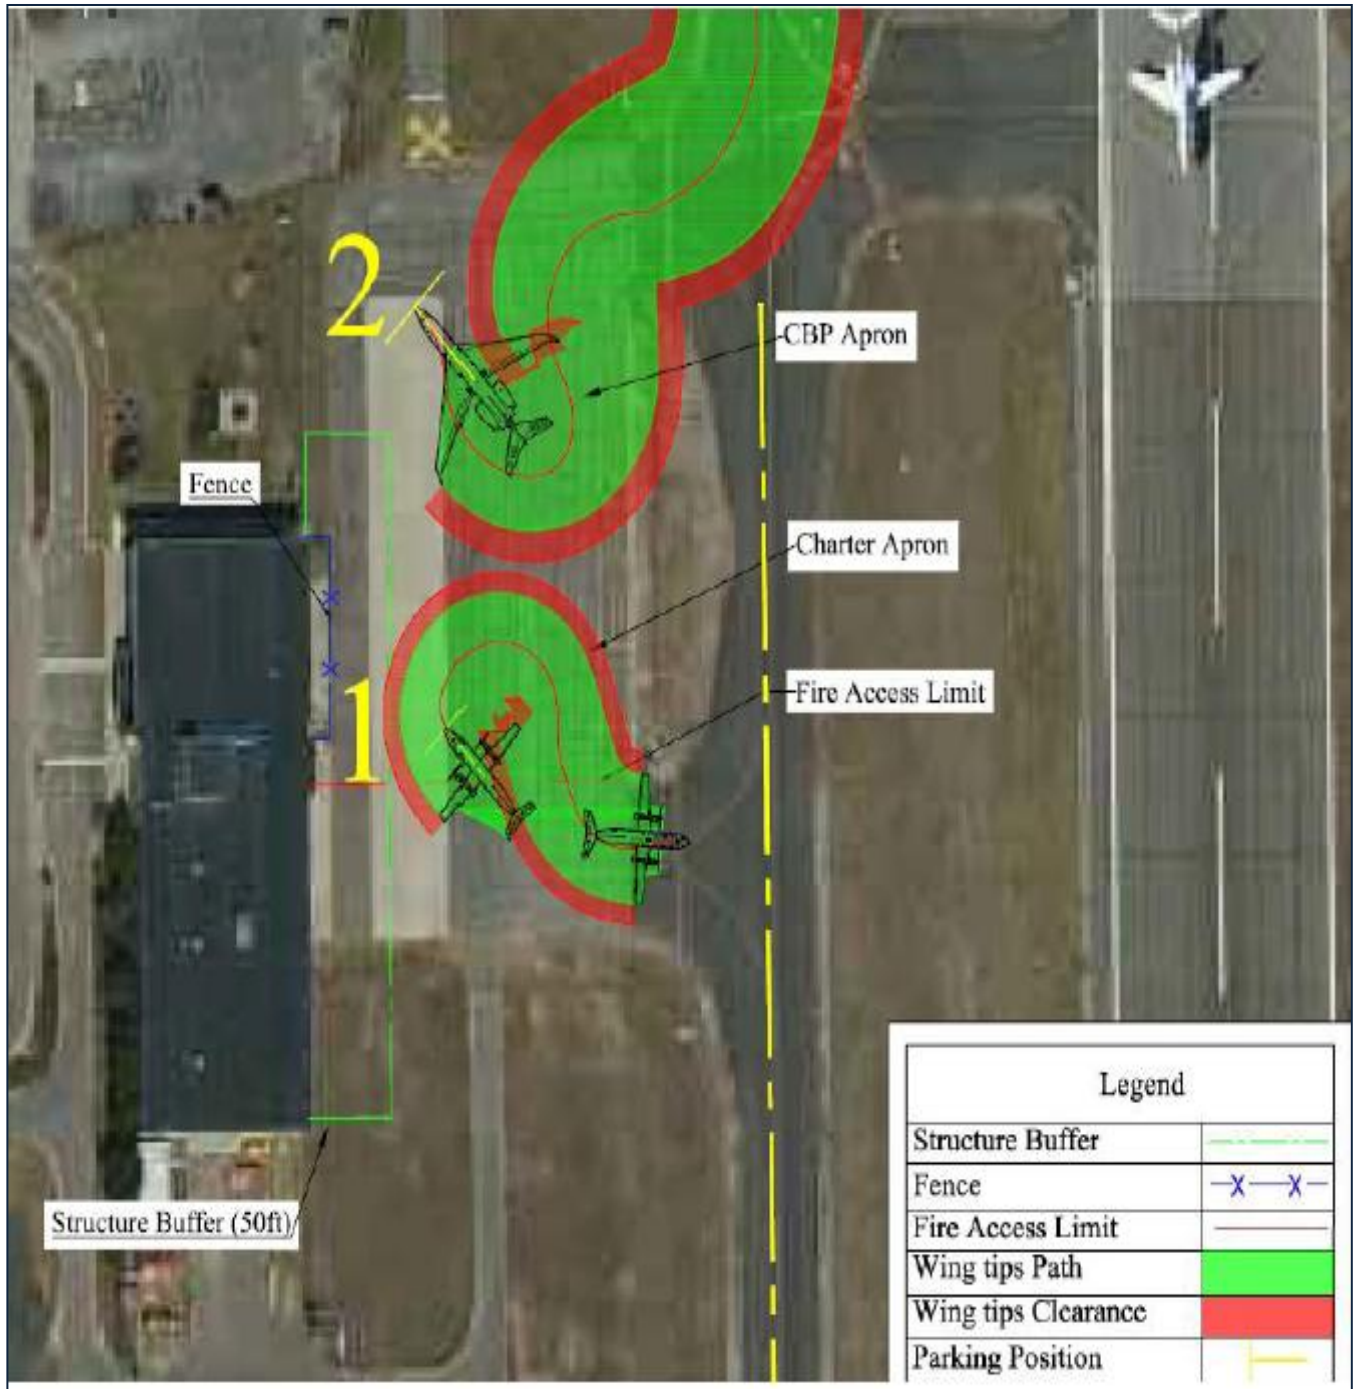 2
CBP Apron
Fence
Charter Apron
1
Fire Access Limit
Structure Buffer (50ft)
Legend
Structure Buffer
Fence
Fire Access Limit
Wing tips Path
Wing tips Clearance
Parking Position